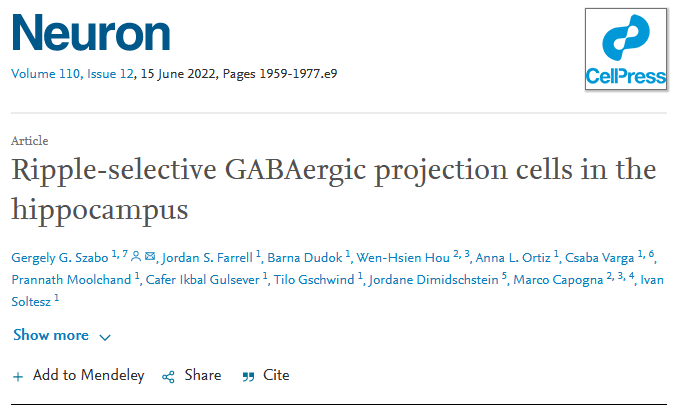 Neuron
Volume 110, Issue 12, 15 June 2022, Pages 1959-1977.e9
CellPress
Article
Ripple-selective GABAergic projection cells in the
hippocampus
Gergely G. Szabo 1, 7, Jordan S. Farrell 1, Barna Dudok 1, Wen-Hsien Hou 2, 3, Anna L. Ortiz 1, Csaba Varga 1, 6,
Prannath Moolchand 1, Cafer Ikbal Gulsever 1, Tilo Gschwind 1, Jordane Dimidschstein 5, Marco Capogna 2, 3, 4, Ivan
Soltesz 1
Show more
Add to Mendeley Share Cite